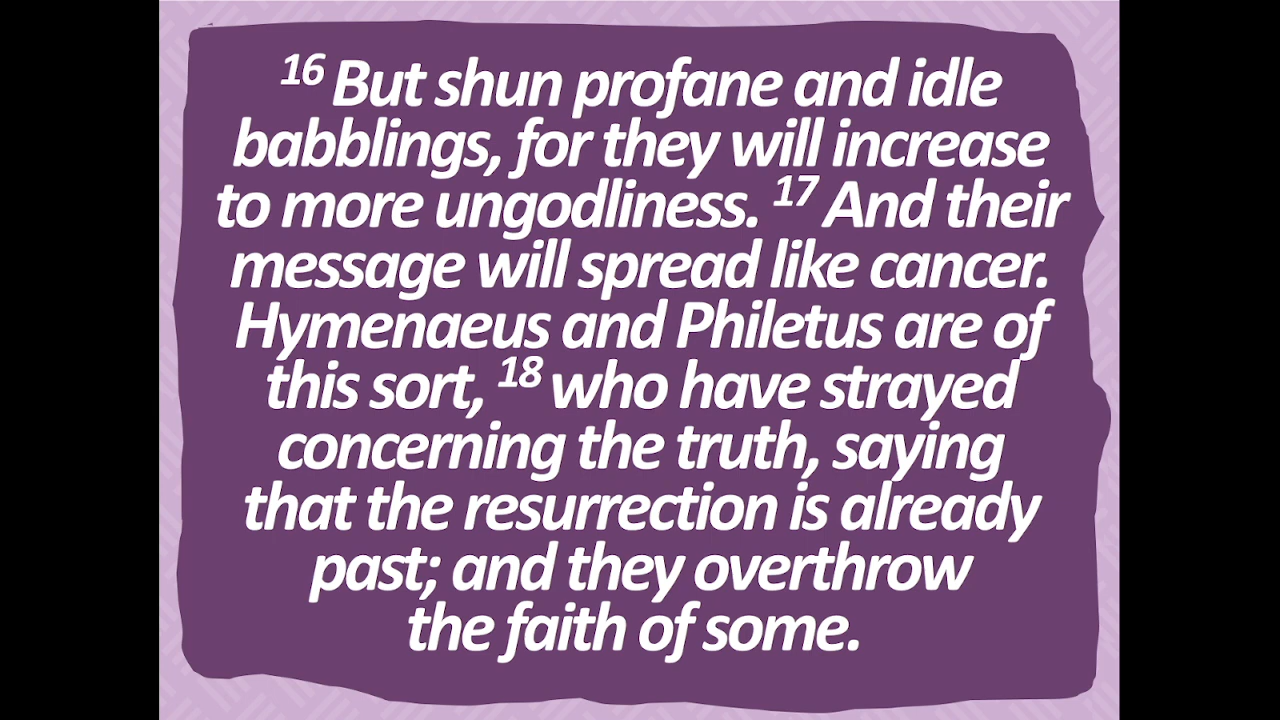 16 But shun profane and idle
babblings, for they will increase
to more ungodliness. 17 And their
message will spread like cancer.
Hymenaeus and Philetus are of
this sort, 18 who have strayed
concerning the truth, saying
that the resurrection is already
past; and they overthrow
the faith of some.